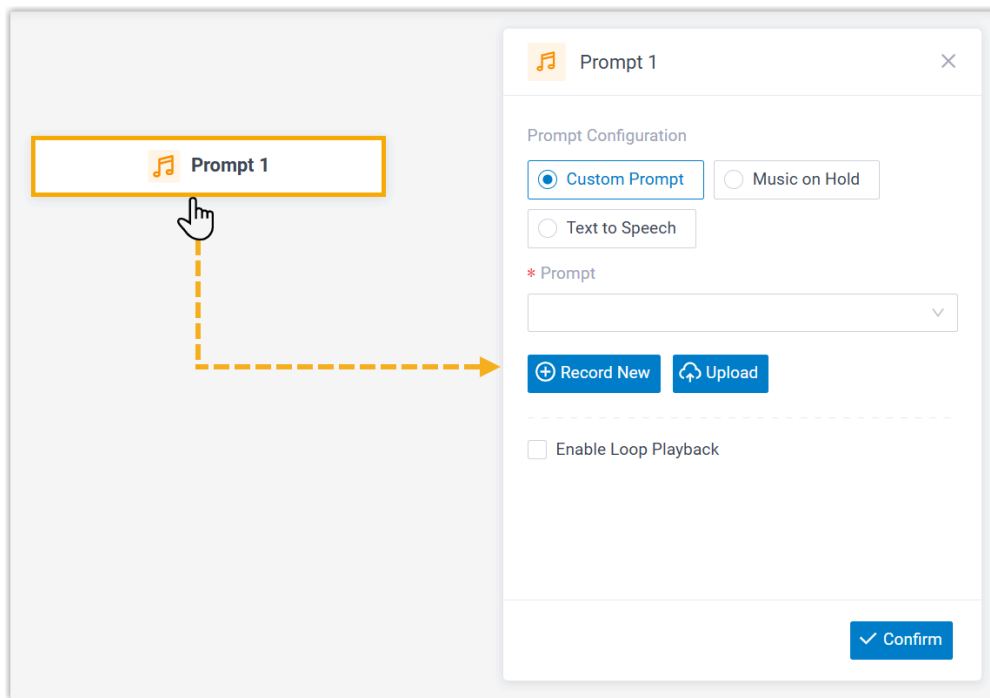 Prompt 1
Prompt 1
Prompt Configuration
Custom Prompt
Music on Hold
Text to Speech
* Prompt
Record New
Upload
Enable Loop Playback
Confirm